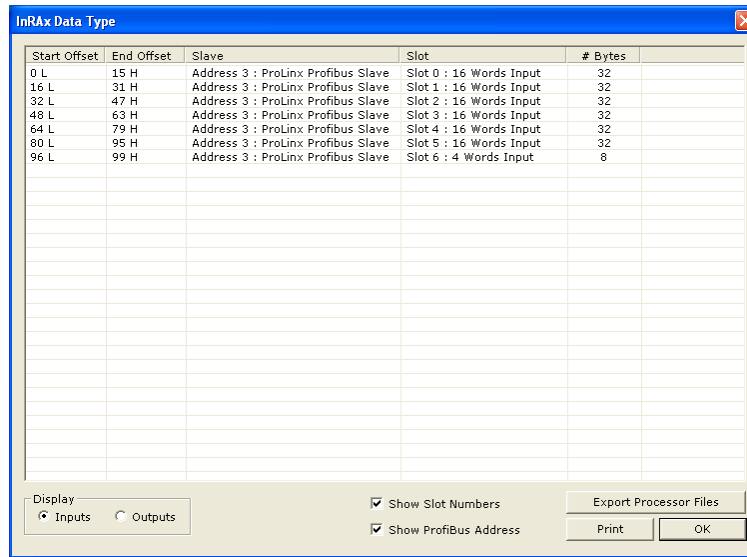 InRAx Data Type
Start Offset End Offset Slave Slot # Bytes
0 L 15 H Address 3 : ProLinx Profibus Slave Slot 0 : 16 Words Input 32
16 L 31 H Address 3 : ProLinx Profibus Slave Slot 1 : 16 Words Input 32
32 L 47 H Address 3 : ProLinx Profibus Slave Slot 2 : 16 Words Input 32
48 L 63 H Address 3 : ProLinx Profibus Slave Slot 3 : 16 Words Input 32
64 L 79 H Address 3 : ProLinx Profibus Slave Slot 4 : 16 Words Input 32
80 L 95 H Address 3 : ProLinx Profibus Slave Slot 5 : 16 Words Input 32
96 L 99 H Address 3 : ProLinx Profibus Slave Slot 6 : 4 Words Input 8
Display
Inputs Outputs
Show Slot Numbers
Show ProfiBus Address
Export Processor Files
Print OK